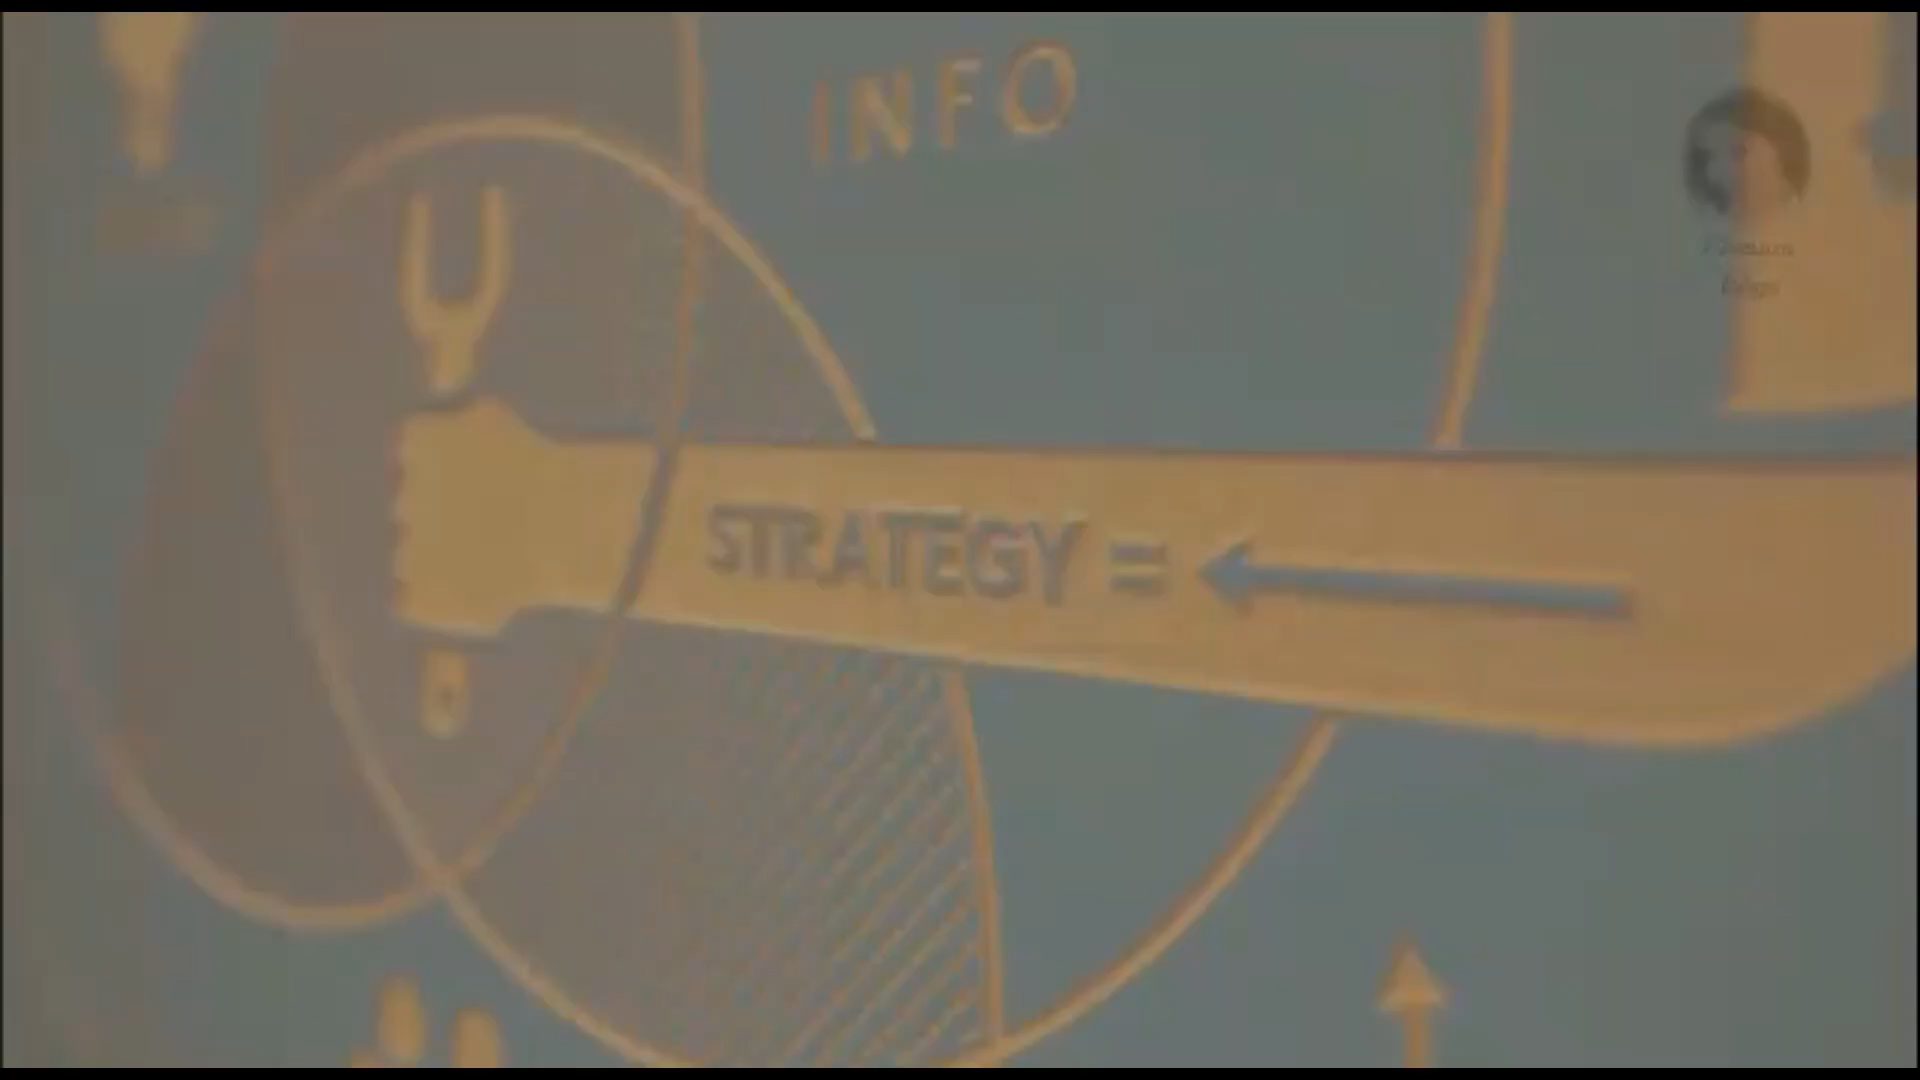 INFO
STRATEGY =